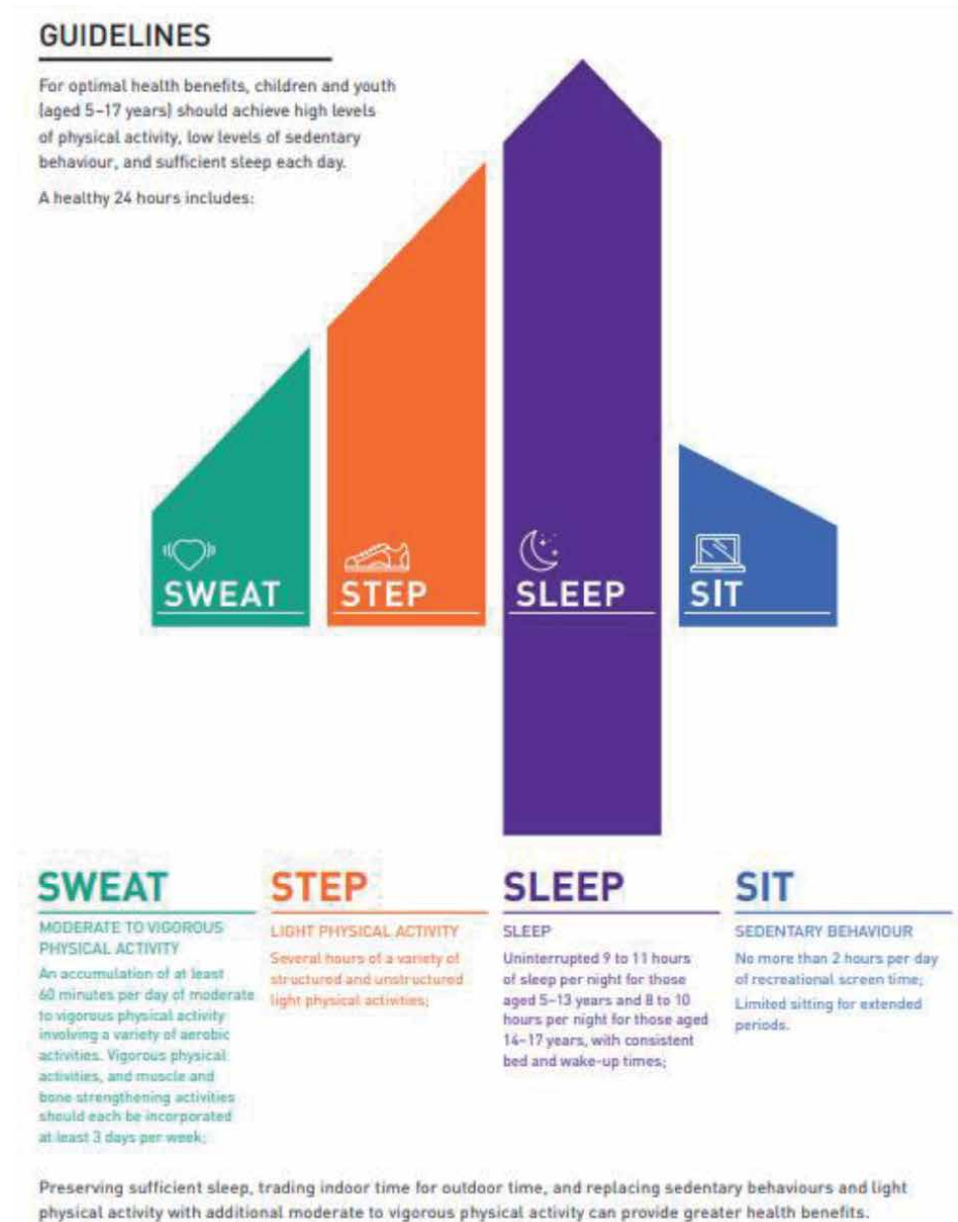 GUIDELINES
For optimal health benefits, children and youth
(aged 5–17 years) should achieve high levels
of physical activity, low levels of sedentary
behaviour, and sufficient sleep each day.
A healthy 24 hours includes:
SWEAT
STEP
SLEEP
SIT
SWEAT
MODERATE TO VIGOROUS
PHYSICAL ACTIVITY
An accumulation of at least
60 minutes per day of moderate
to vigorous physical activity
involving a variety of aerobic
activities. Vigorous physical
activities, and muscle and
bone strengthening activities
should each be incorporated
at least 3 days per week;
STEP
LIGHT PHYSICAL ACTIVITY
Several hours of a variety of
structured and unstructured
light physical activities;
SLEEP
SLEEP
Uninterrupted 9 to 11 hours
of sleep per night for those
aged 5–13 years and 8 to 10
hours per night for those aged
14–17 years, with consistent
bed and wake-up times;
SIT
SEDENTARY BEHAVIOUR
No more than 2 hours per day
of recreational screen time;
Limited sitting for extended
periods.
Preserving sufficient sleep, trading indoor time for outdoor time, and replacing sedentary behaviours and light
physical activity with additional moderate to vigorous physical activity can provide greater health benefits.